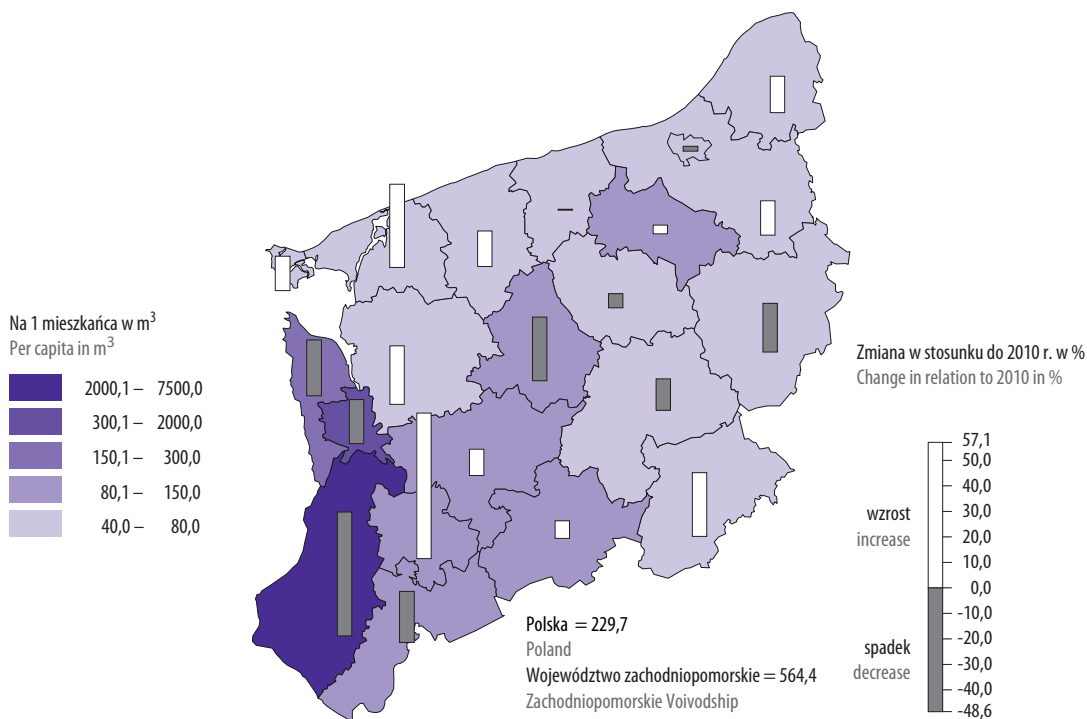 Na 1 mieszkańca w m³
Per capita in m³
2000,1 – 7500,0
300,1 – 2000,0
150,1 – 300,0
80,1 – 150,0
40,0 – 80,0
Polska = 229,7
Poland
Województwo zachodniopomorskie = 564,4
Zachodniopomorskie Voivodship
Zmiana w stosunku do 2010 r. w %
Change in relation to 2010 in %
57,1
50,0
40,0
30,0
20,0
10,0
0,0
-10,0
-20,0
-30,0
-40,0
-48,6
wzrost
increase
spadek
decrease